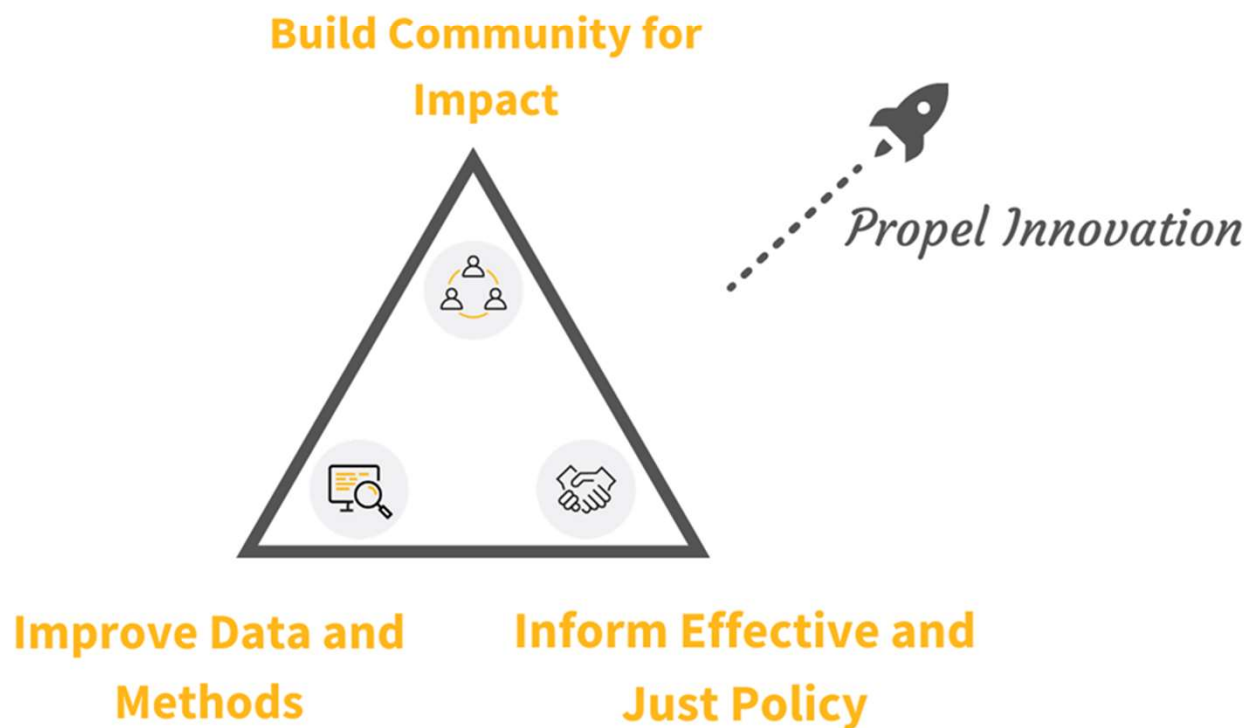 Build Community for
Impact
Propel Innovation
Improve Data and
Methods
Inform Effective and
Just Policy